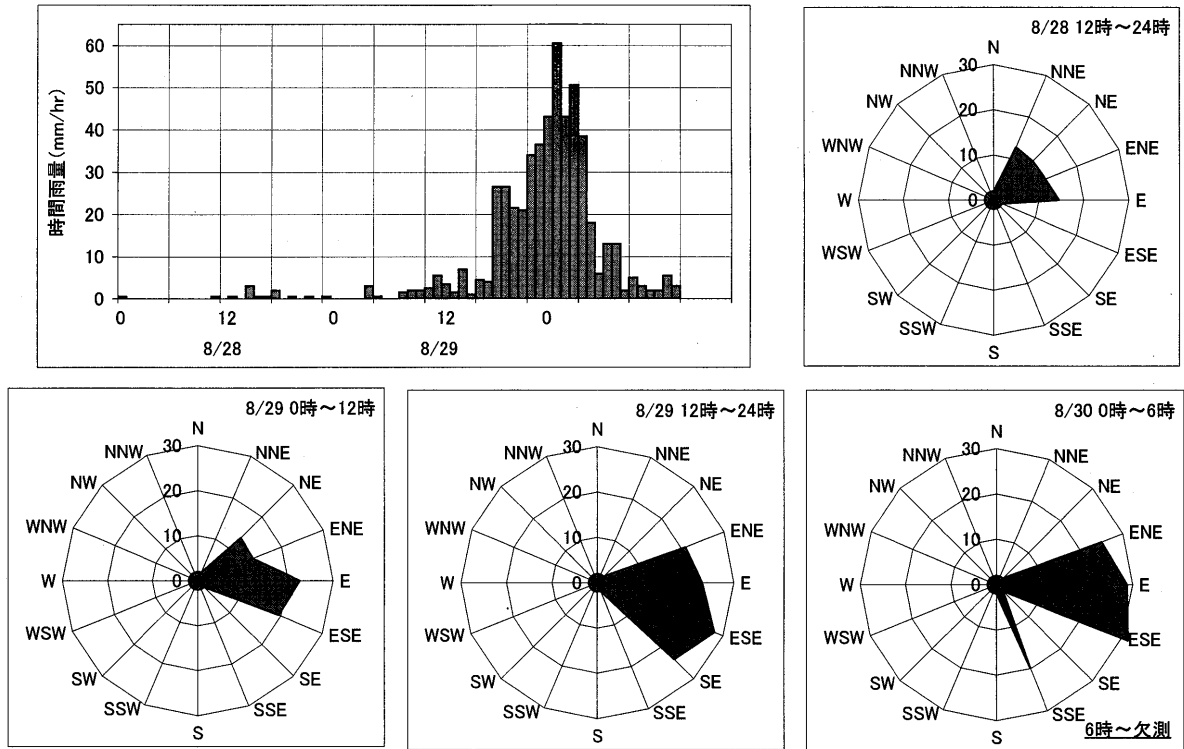 時間雨量(mm/hr)
60
50
40
30
20
10
0
0
12
0
12
0
8/28
8/29
8/28 12時～24時
N
NNE
NE
ENE
E
ESE
SE
SSE
S
SSW
SW
WSW
W
WNW
NW
NNW
30
20
10
0
8/29 0時～12時
N
NNE
NE
ENE
E
ESE
SE
SSE
S
SSW
SW
WSW
W
WNW
NW
NNW
30
20
10
0
8/29 12時～24時
N
NNE
NE
ENE
E
ESE
SE
SSE
S
SSW
SW
WSW
W
WNW
NW
NNW
30
20
10
0
8/30 0時～6時
N
NNE
NE
ENE
E
ESE
SE
SSE
S
SSW
SW
WSW
W
WNW
NW
NNW
30
20
10
0
6時～欠測